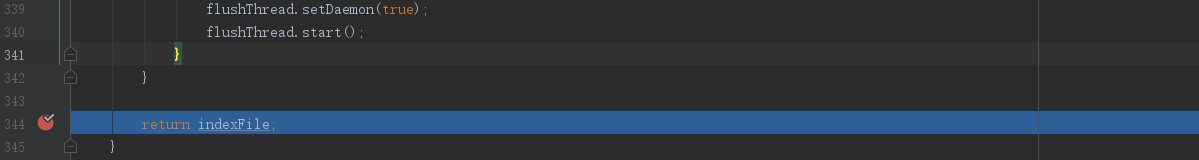 339 flushThread.setDaemon(true);
340 flushThread.start();
341 }
342 }
343
344 return indexFile;
345 }